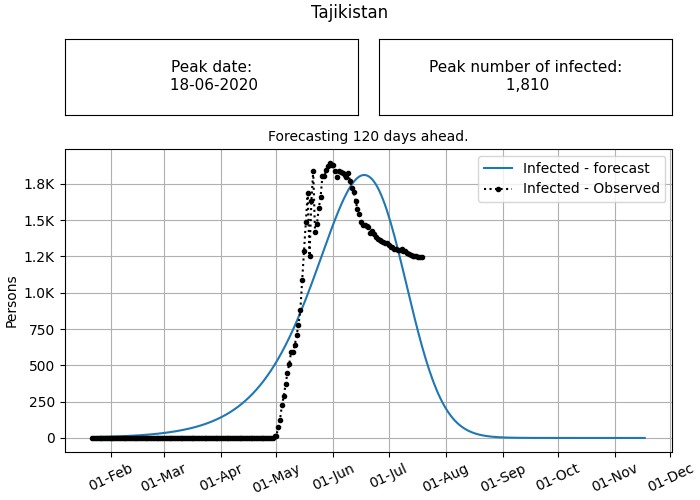 Tajikistan
Peak date:
18-06-2020
Peak number of infected:
1,810
Forecasting 120 days ahead.
Infected - forecast
Infected - Observed
Persons
1.8K
1.5K
1.2K
1.0K
750
500
250
0
01-Feb
01-Mar
01-Apr
01-May
01-Jun
01-Jul
01-Aug
01-Sep
01-Oct
01-Nov
01-Dec